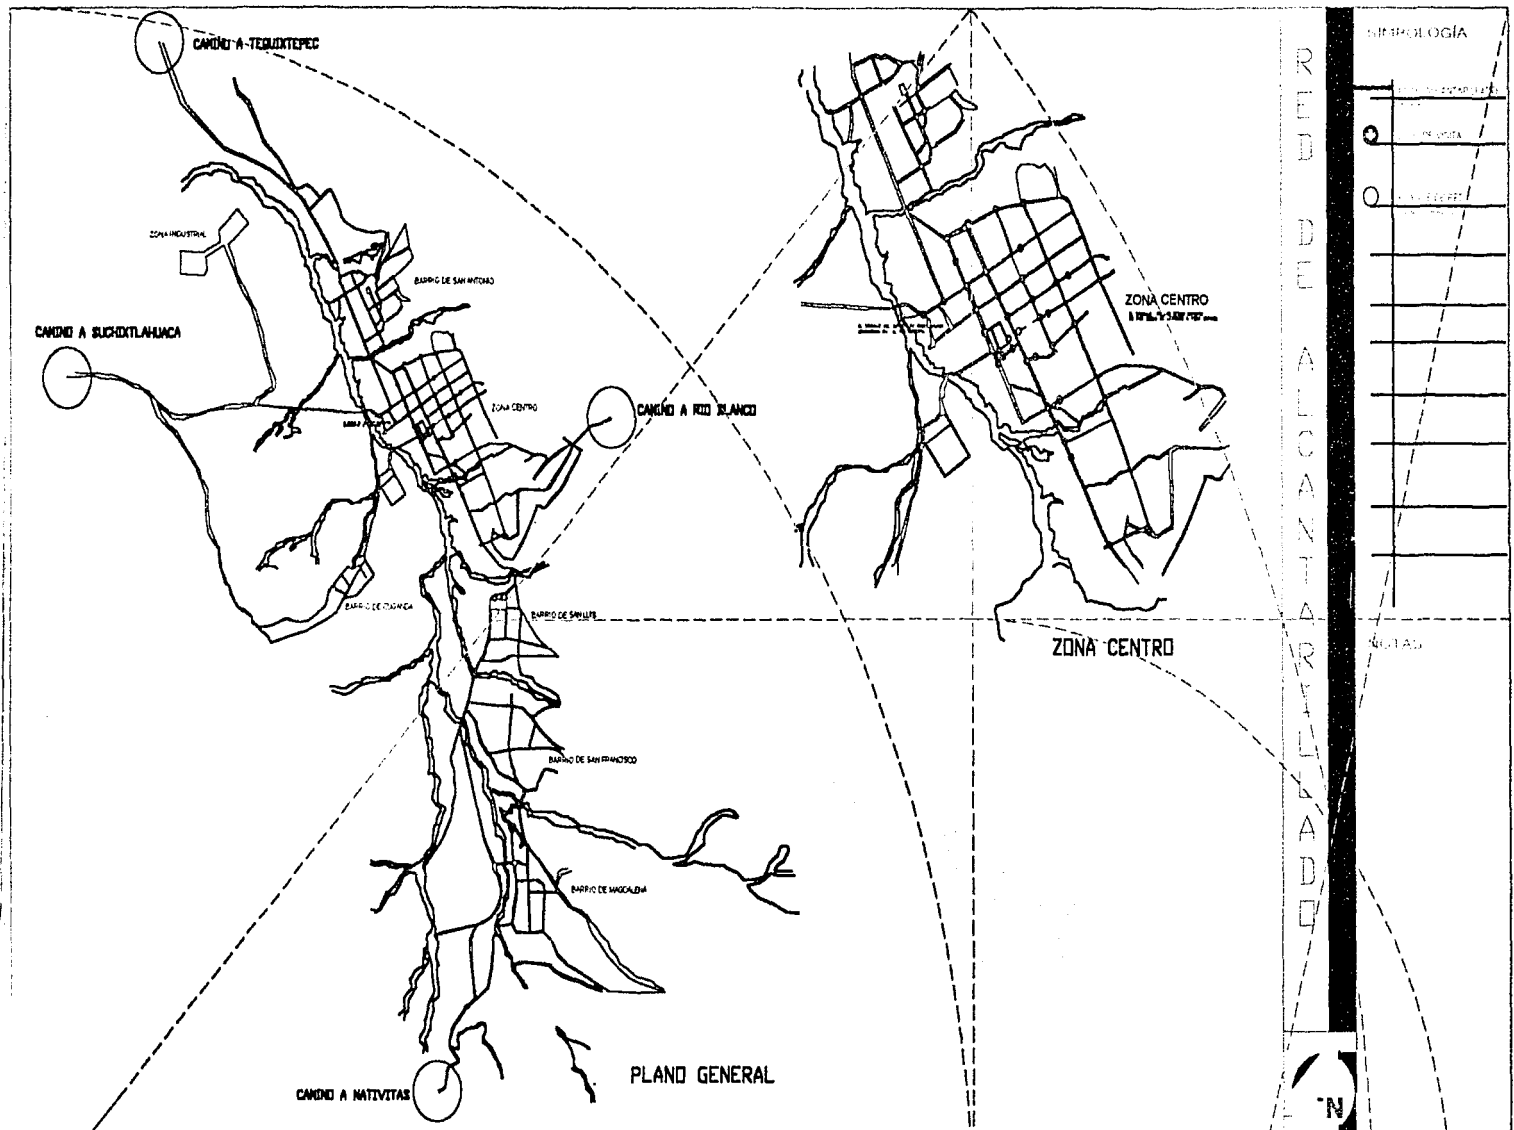 CAMINO A TEQUIXTEPEC
ZONA INDUSTRIAL
BARRIO DE SAN ANTONIO
CAMINO A SUCHIXTLAHUACA
ZONA CENTRO
CAMINO A RIO BLANCO
BARRIO DE SAN LUIS
BARRIO DE SAN FRANCISCO
BARRIO DE MAGDALENA
CAMINO A NATIVITAS
PLANO GENERAL
ZONA CENTRO
ZONA CENTRO
RED DE ALCANTARILLADO
SIMBOLOGÍA
NOTAS
N